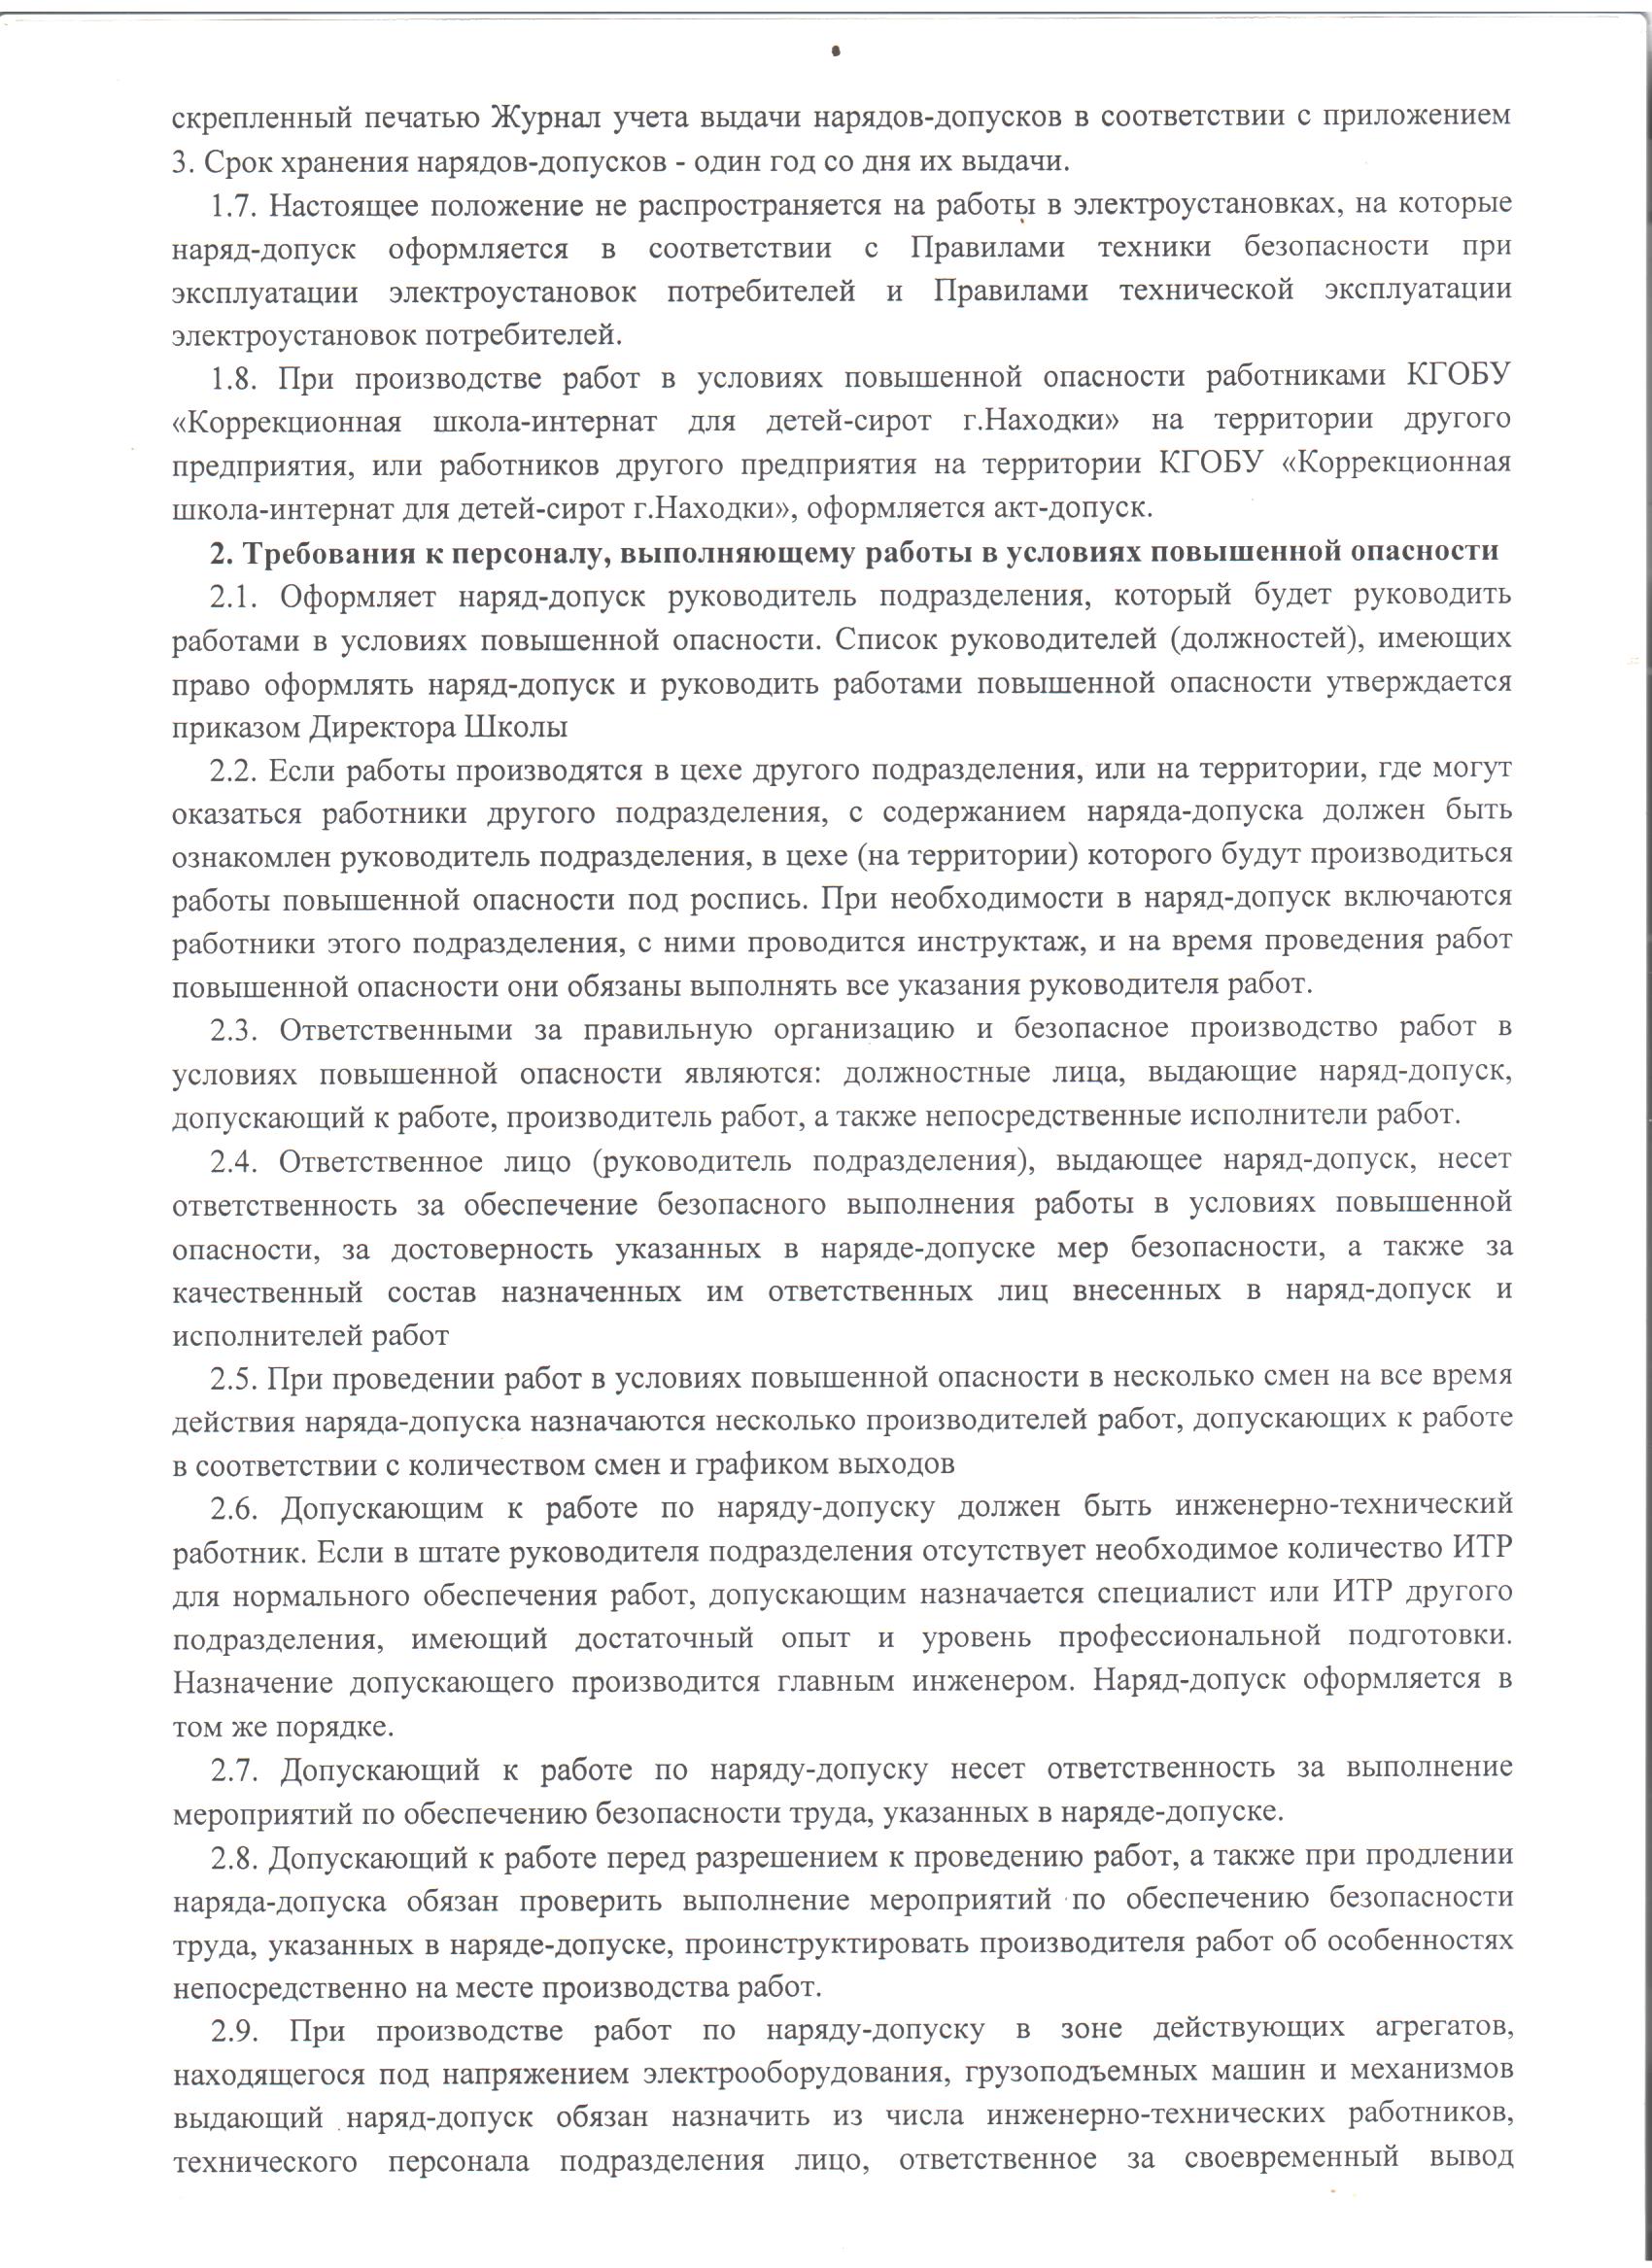 скрепленный печатью Журнал учета выдачи нарядов-допусков в соответствии с приложением
3. Срок хранения нарядов-допусков - один год со дня их выдачи.
1.7. Настоящее положение не распространяется на работы в электроустановках, на которые
наряд-допуск оформляется в соответствии с Правилами техники безопасности при
эксплуатации электроустановок потребителей и Правилами технической эксплуатации
электроустановок потребителей.
1.8. При производстве работ в условиях повышенной опасности работниками КГОБУ
«Коррекционная школа-интернат для детей-сирот г.Находки» на территории другого
предприятия, или работников другого предприятия на территории КГОБУ «Коррекционная
школа-интернат для детей-сирот г.Находки», оформляется акт-допуск.
2. Требования к персоналу, выполняющему работы в условиях повышенной опасности
2.1. Оформляет наряд-допуск руководитель подразделения, который будет руководить
работами в условиях повышенной опасности. Список руководителей (должностей), имеющих
право оформлять наряд-допуск и руководить работами повышенной опасности утверждается
приказом Директора Школы
2.2. Если работы производятся в цехе другого подразделения, или на территории, где могут
оказаться работники другого подразделения, с содержанием наряда-допуска должен быть
ознакомлен руководитель подразделения, в цехе (на территории) которого будут производиться
работы повышенной опасности под роспись. При необходимости в наряд-допуск включаются
работники этого подразделения, с ними проводится инструктаж, и на время проведения работ
повышенной опасности они обязаны выполнять все указания руководителя работ.
2.3. Ответственными за правильную организацию и безопасное производство работ в
условиях повышенной опасности являются: должностные лица, выдающие наряд-допуск,
допускающий к работе, производитель работ, а также непосредственные исполнители работ.
2.4. Ответственное лицо (руководитель подразделения), выдающее наряд-допуск, несет
ответственность за обеспечение безопасного выполнения работы в условиях повышенной
опасности, за достоверность указанных в наряде-допуске мер безопасности, а также за
качественный состав назначенных им ответственных лиц внесенных в наряд-допуск и
исполнителей работ
2.5. При проведении работ в условиях повышенной опасности в несколько смен на все время
действия наряда-допуска назначаются несколько производителей работ, допускающих к работе
в соответствии с количеством смен и графиком выходов
2.6. Допускающим к работе по наряду-допуску должен быть инженерно-технический
работник. Если в штате руководителя подразделения отсутствует необходимое количество ИТР
для нормального обеспечения работ, допускающим назначается специалист или ИТР другого
подразделения, имеющий достаточный опыт и уровень профессиональной подготовки.
Назначение допускающего производится главным инженером. Наряд-допуск оформляется в
том же порядке.
2.7. Допускающий к работе по наряду-допуску несет ответственность за выполнение
мероприятий по обеспечению безопасности труда, указанных в наряде-допуске.
2.8. Допускающий к работе перед разрешением к проведению работ, а также при продлении
наряда-допуска обязан проверить выполнение мероприятий по обеспечению безопасности
труда, указанных в наряде-допуске, проинструктировать производителя работ об особенностях
непосредственно на месте производства работ.
2.9. При производстве работ по наряду-допуску в зоне действующих агрегатов,
находящегося под напряжением электрооборудования, грузоподъемных машин и механизмов
выдающий наряд-допуск обязан назначить из числа инженерно-технических работников,
технического персонала подразделения лицо, ответственное за своевременный вывод